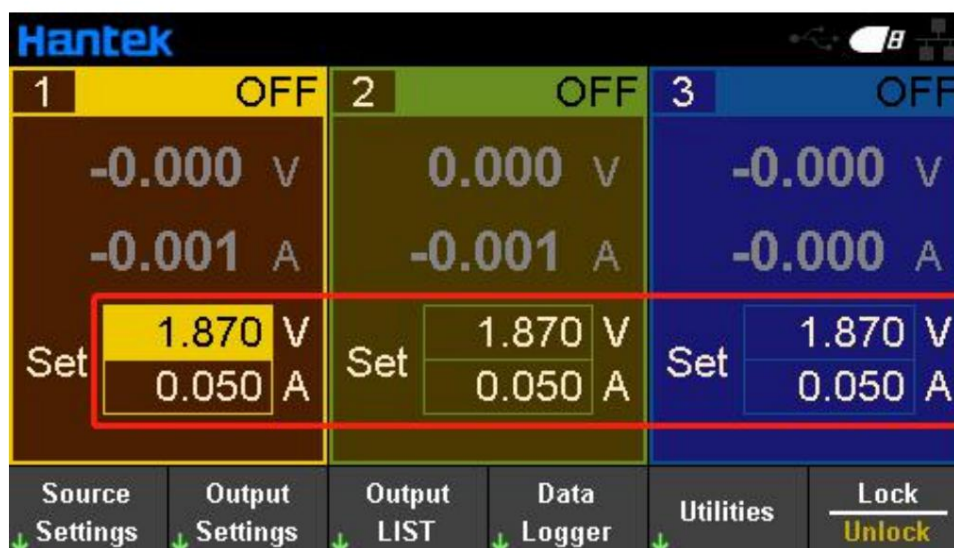 Hantek
8
1 OFF 2 OFF 3 OFF
-0.000 V 0.000 V -0.000 V
-0.001 A -0.001 A -0.000 A
Set 1.870 V Set 1.870 V Set 1.870 V
0.050 A 0.050 A 0.050 A
Source Settings Output Settings Output LIST Data Logger Utilities Lock Unlock